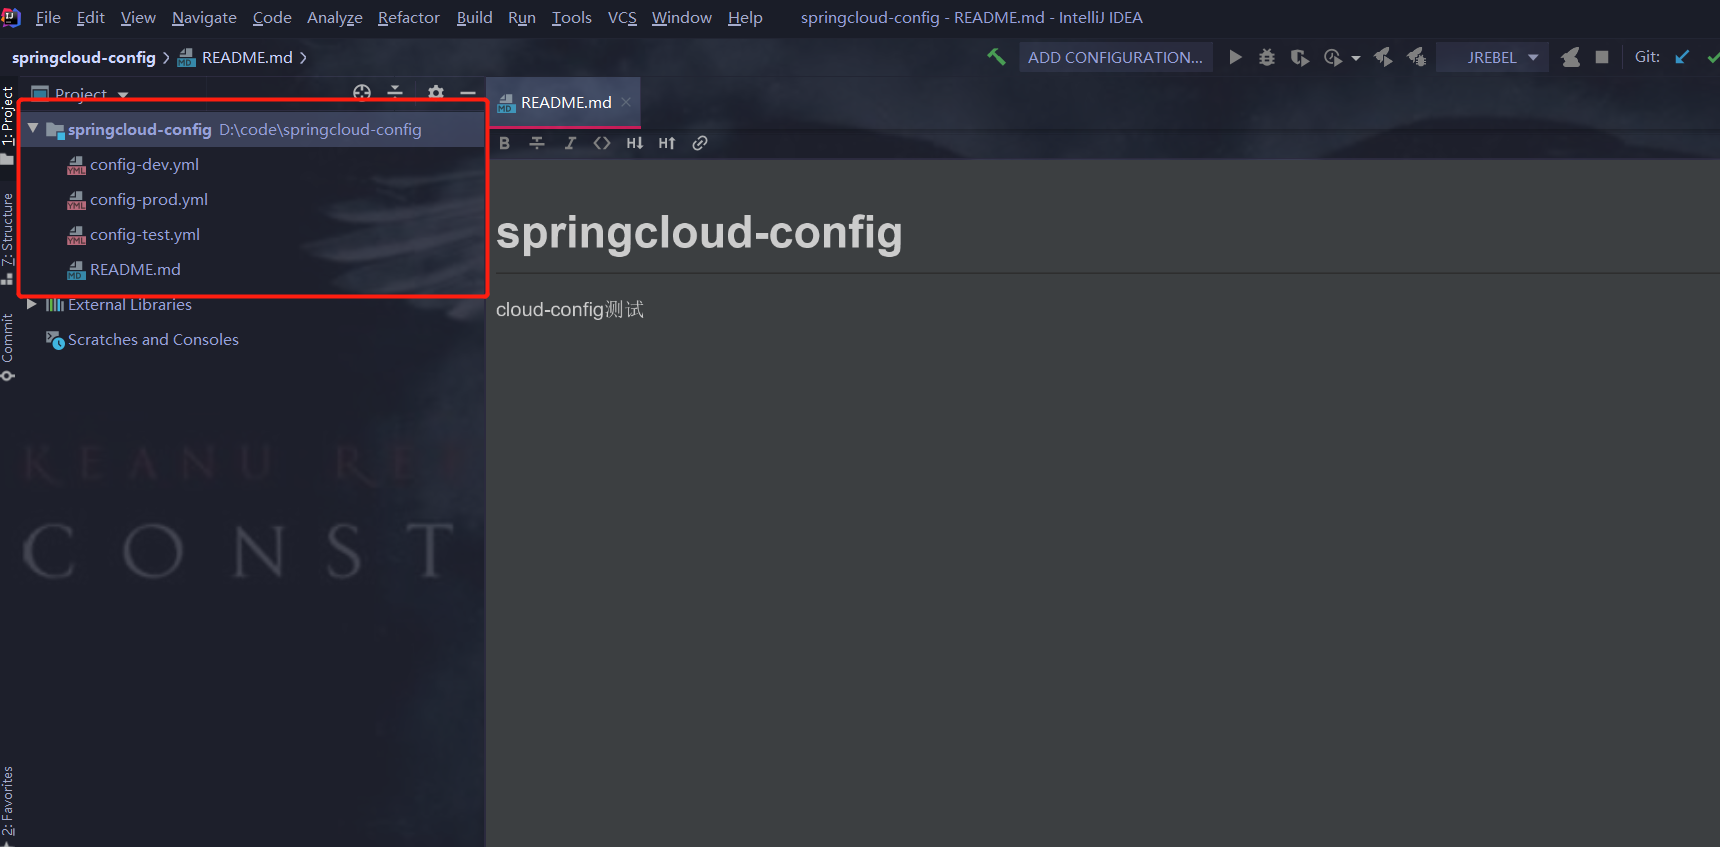 File Edit View Navigate Code Analyze Refactor Build Run Tools VCS Window Help springcloud-config - README.md - IntelliJ IDEA
springcloud-config README.md ADD CONFIGURATION... JREBEL Git:
1: Project
Project
README.md
springcloud-config D:\code\springcloud-config
B I <> H↓ H↑
config-dev.yml
config-prod.yml
config-test.yml
README.md
External Libraries
Scratches and Consoles
7: Structure
Commit
2: Favorites
springcloud-config
cloud-config测试
KEANU RE
CONST